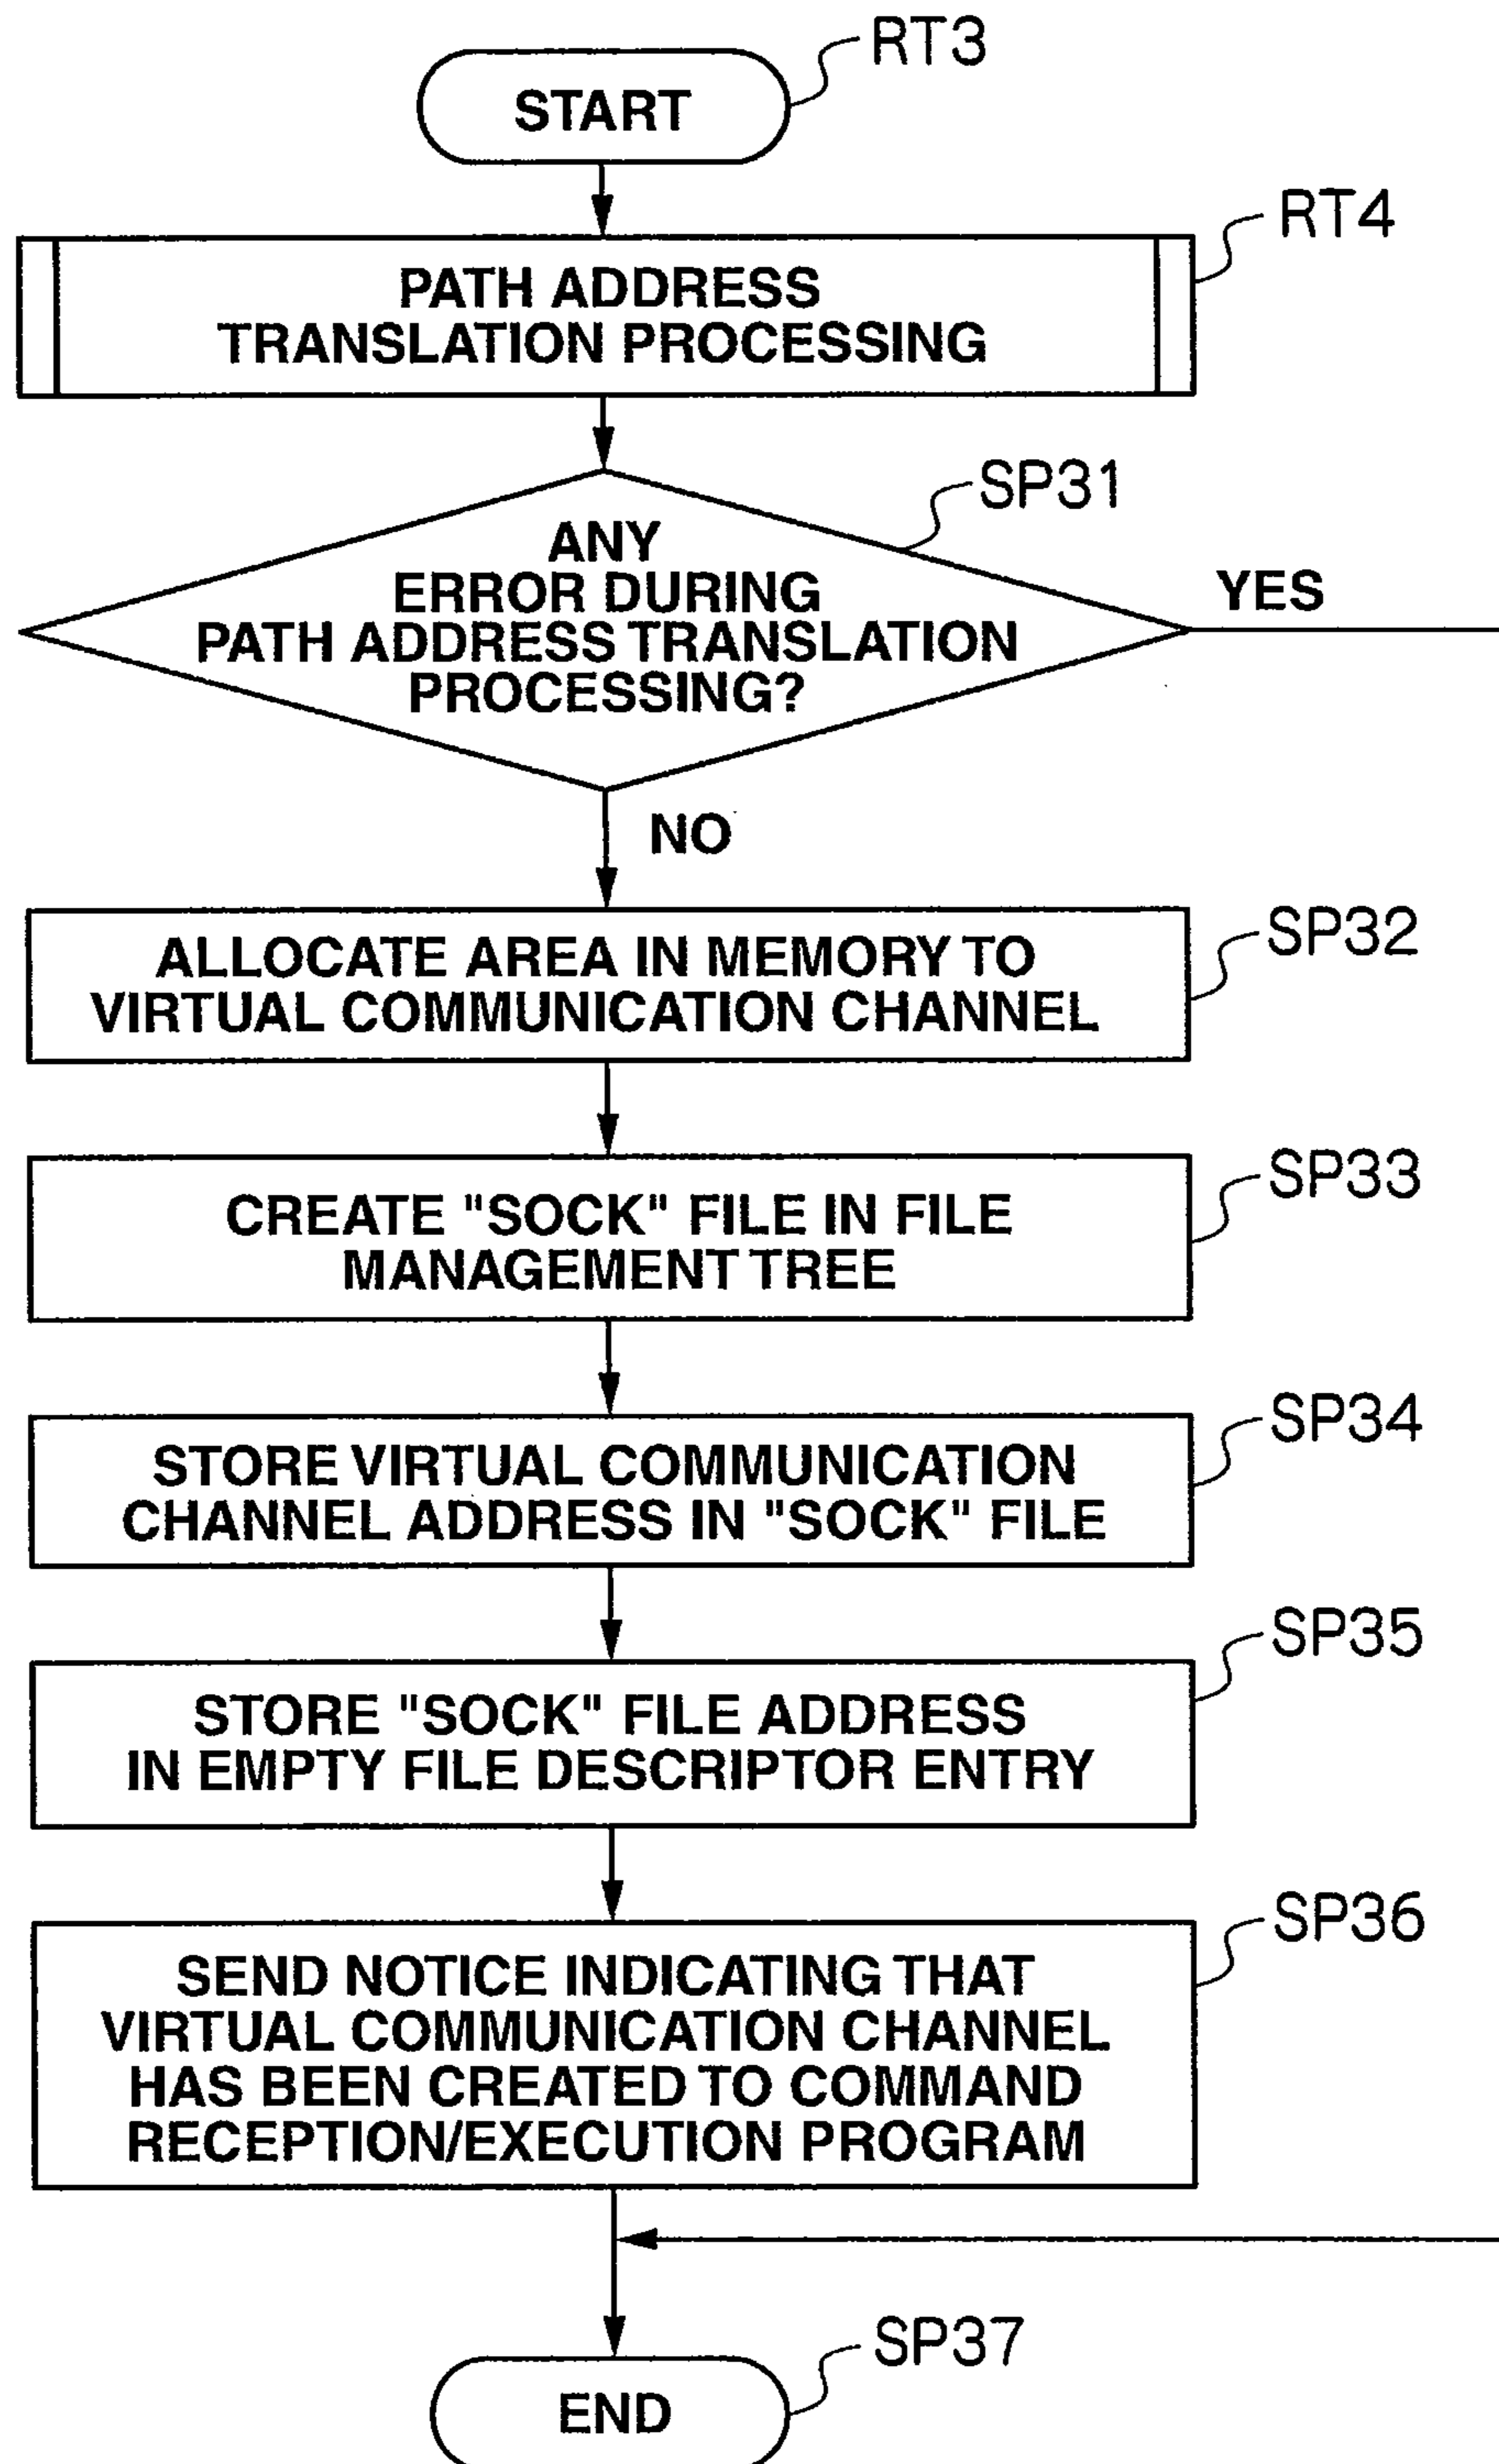 RT3
START
RT4
PATH ADDRESS
TRANSLATION PROCESSING
SP31
ANY
ERROR DURING
PATH ADDRESS TRANSLATION
PROCESSING?
YES
NO
SP32
ALLOCATE AREA IN MEMORY TO
VIRTUAL COMMUNICATION CHANNEL
SP33
CREATE "SOCK" FILE IN FILE
MANAGEMENT TREE
SP34
STORE VIRTUAL COMMUNICATION
CHANNEL ADDRESS IN "SOCK" FILE
SP35
STORE "SOCK" FILE ADDRESS
IN EMPTY FILE DESCRIPTOR ENTRY
SP36
SEND NOTICE INDICATING THAT
VIRTUAL COMMUNICATION CHANNEL
HAS BEEN CREATED TO COMMAND
RECEPTION/EXECUTION PROGRAM
SP37
END